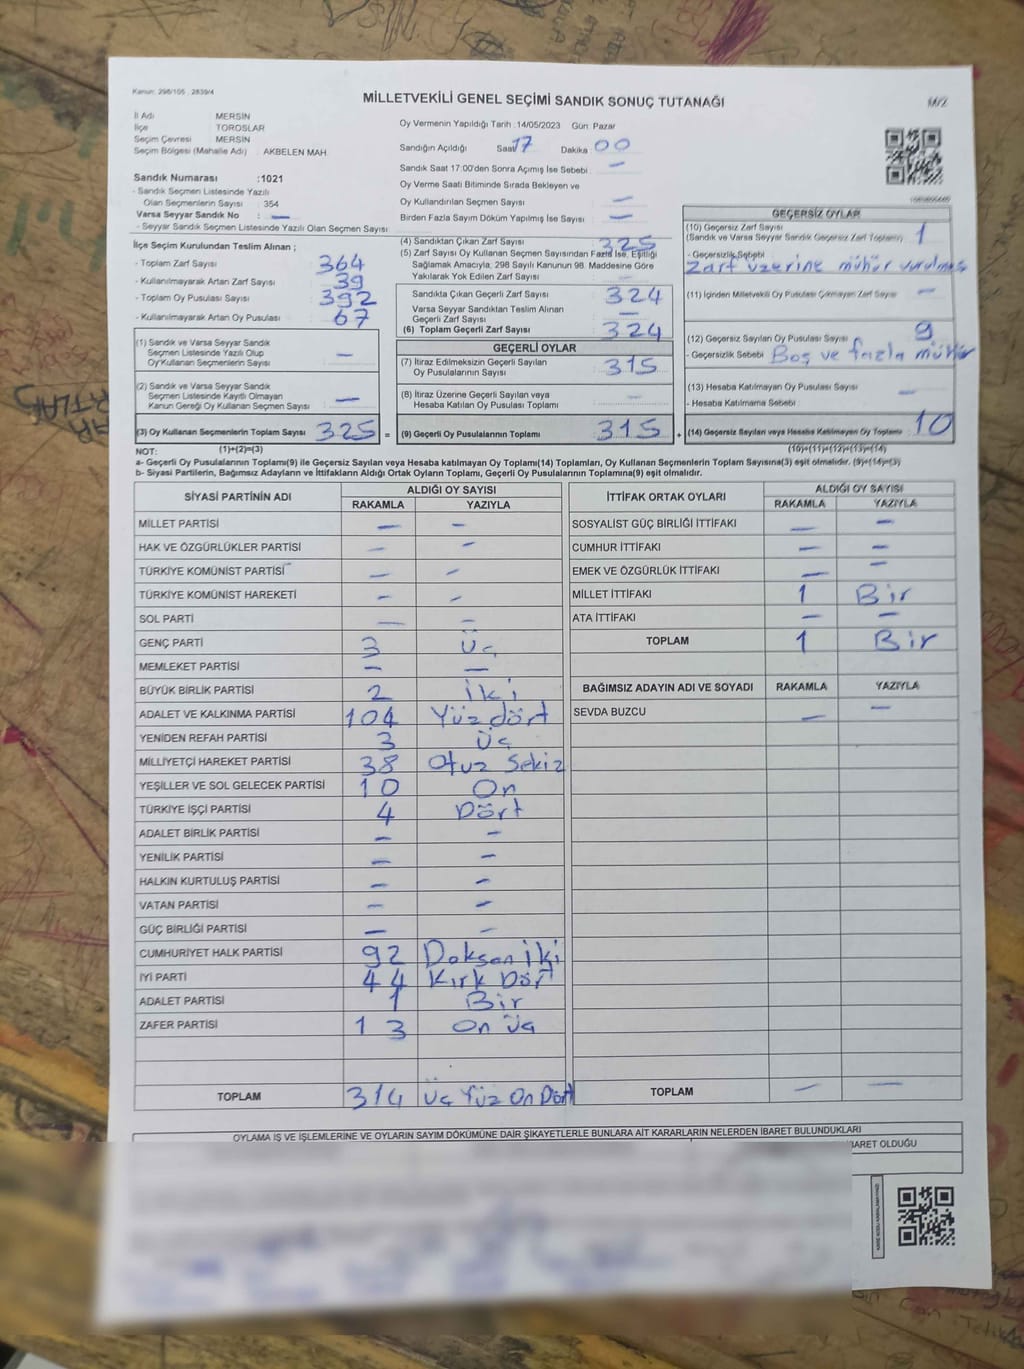 Kanun: 298/105 , 2839/4
MİLLETVEKİLİ GENEL SEÇİMİ SANDIK SONUÇ TUTANAĞI
M/2
İl Adı MERSİN
İlçe TOROSLAR
Seçim Çevresi MERSİN
Seçim Bölgesi (Mahalle Adı) AKBELEN MAH.
Oy Vermenin Yapıldığı Tarih : 14/05/2023 Gün: Pazar
Sandığın Açıldığı Saat 17 Dakika 00
Sandık Saat 17:00'den Sonra Açımış İse Sebebi : —
Oy Verme Saati Bitiminde Sırada Bekleyen ve
Oy Kullandırılan Seçmen Sayısı —
Birden Fazla Sayım Döküm Yapılmış İse Sayısı —
Sandık Numarası :1021
- Sandık Seçmen Listesinde Yazılı
Olan Seçmenlerin Sayısı : 354
Varsa Seyyar Sandık No : —
- Seyyar Sandık Seçmen Listesinde Yazılı Olan Seçmen Sayısı
İlçe Seçim Kurulundan Teslim Alınan ;
- Toplam Zarf Sayısı 364
- Kullanılmayarak Artan Zarf Sayısı 39
- Toplam Oy Pusulası Sayısı 392
- Kullanılmayarak Artan Oy Pusulası 67
(1) Sandık ve Varsa Seyyar Sandık
Seçmen Listesinde Yazılı Olup
Oy Kullanan Seçmenlerin Sayısı —
(2) Sandık ve Varsa Seyyar Sandık
Seçmen Listesinde Kayıtlı Olmayan
Kanun Gereği Oy Kullanan Seçmen Sayısı —
(3) Oy Kullanan Seçmenlerin Toplam Sayısı 325 =
(4) Sandıktan Çıkan Zarf Sayısı 325
(5) Zarf Sayısı Oy Kullanan Seçmen Sayısından Fazla İse, Eşitliği
Sağlamak Amacıyla, 298 Sayılı Kanunun 98. Maddesine Göre
Yakılarak Yok Edilen Zarf Sayısı —
Sandıkta Çıkan Geçerli Zarf Sayısı 324
Varsa Seyyar Sandıktan Teslim Alınan
Geçerli Zarf Sayısı —
(6) Toplam Geçerli Zarf Sayısı 324
GEÇERLİ OYLAR
(7) İtiraz Edilmeksizin Geçerli Sayılan
Oy Pusulalarının Sayısı 315
(8) İtiraz Üzerine Geçerli Sayılan veya
Hesaba Katılan Oy Pusulası Toplamı —
(9) Geçerli Oy Pusulalarının Toplamı 315 +
GEÇERSİZ OYLAR
(10) Geçersiz Zarf Sayısı 1
(Sandık ve Varsa Seyyar Sandık Geçersiz Zarf Toplamı)
- Geçersizlik Sebebi
Zarf üzerine mühür vurulması
(11) İçinden Milletvekili Oy Pusulası Çıkmayan Zarf Sayısı —
(12) Geçersiz Sayılan Oy Pusulası Sayısı 9
- Geçersizlik Sebebi Boş ve fazla mühür
(13) Hesaba Katılmayan Oy Pusulası Sayısı —
- Hesaba Katılmama Sebebi :
(14) Geçersiz Sayılan veya Hesaba Katılmayan Oy Toplamı 10
NOT: (1)+(2)=(3) (10)+(11)+(12)+(13)=(14)
a- Geçerli Oy Pusulalarının Toplamı(9) ile Geçersiz Sayılan veya Hesaba katılmayan Oy Toplamı(14) Toplamları, Oy Kullanan Seçmenlerin Toplam Sayısına(3) eşit olmalıdır. (9)+(14)=(3)
b- Siyasi Partilerin, Bağımsız Adayların ve İttifakların Aldığı Ortak Oyların Toplamı, Geçerli Oy Pusulalarının Toplamına(9) eşit olmalıdır.
SİYASİ PARTİNİN ADI ALDIĞI OY SAYISI
RAKAMLA YAZIYLA
MİLLET PARTİSİ — —
HAK VE ÖZGÜRLÜKLER PARTİSİ — —
TÜRKİYE KOMÜNİST PARTİSİ — —
TÜRKİYE KOMÜNİST HAREKETİ — —
SOL PARTİ — —
GENÇ PARTİ 3 Üç
MEMLEKET PARTİSİ — —
BÜYÜK BİRLİK PARTİSİ 2 İki
ADALET VE KALKINMA PARTİSİ 104 Yüz dört
YENİDEN REFAH PARTİSİ 3 Üç
MİLLİYETÇİ HAREKET PARTİSİ 38 Otuz Sekiz
YEŞİLLER VE SOL GELECEK PARTİSİ 10 On
TÜRKİYE İŞÇİ PARTİSİ 4 Dört
ADALET BİRLİK PARTİSİ — —
YENİLİK PARTİSİ — —
HALKIN KURTULUŞ PARTİSİ — —
VATAN PARTİSİ — —
GÜÇ BİRLİĞİ PARTİSİ — —
CUMHURİYET HALK PARTİSİ 92 Doksan İki
İYİ PARTİ 44 Kırk Dört
ADALET PARTİSİ 1 Bir
ZAFER PARTİSİ 13 On üç
TOPLAM 314 Üç Yüz On Dört
İTTİFAK ORTAK OYLARI ALDIĞI OY SAYISI
RAKAMLA YAZIYLA
SOSYALİST GÜÇ BİRLİĞİ İTTİFAKI — —
CUMHUR İTTİFAKI — —
EMEK VE ÖZGÜRLÜK İTTİFAKI — —
MİLLET İTTİFAKI 1 Bir
ATA İTTİFAKI — —
TOPLAM 1 Bir
BAĞIMSIZ ADAYIN ADI VE SOYADI RAKAMLA YAZIYLA
SEVDA BUZCU — —
TOPLAM — —
OYLAMA İŞ VE İŞLEMLERİNE VE OYLARIN SAYIM DÖKÜMÜNE DAİR ŞİKAYETLERLE BUNLARA AİT KARARLARIN NELERDEN İBARET BULUNDUKLARI
İBARET OLDUĞU